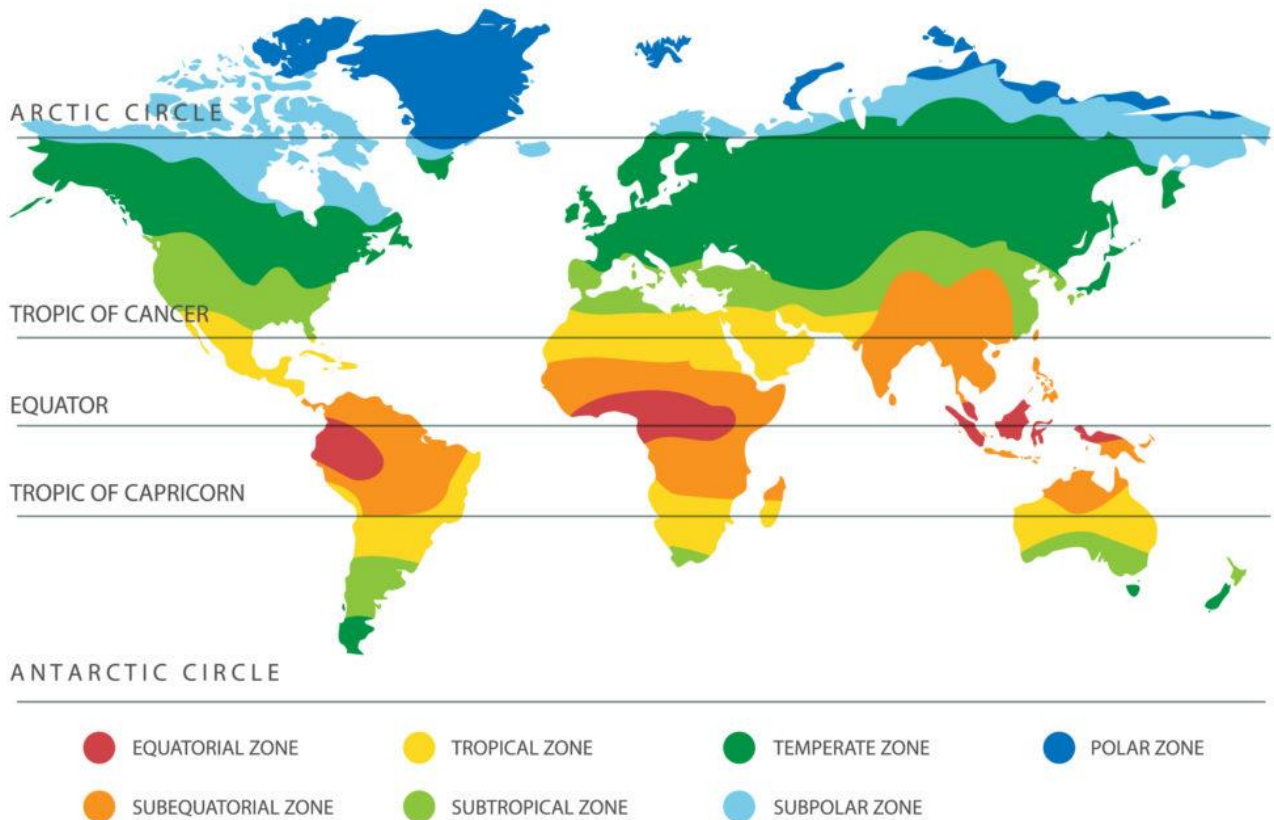 ARCTIC CIRCLE
TROPIC OF CANCER
EQUATOR
TROPIC OF CAPRICORN
ANTARCTIC CIRCLE
EQUATORIAL ZONE
TROPICAL ZONE
TEMPERATE ZONE
POLAR ZONE
SUBEQUATORIAL ZONE
SUBTROPICAL ZONE
SUBPOLAR ZONE